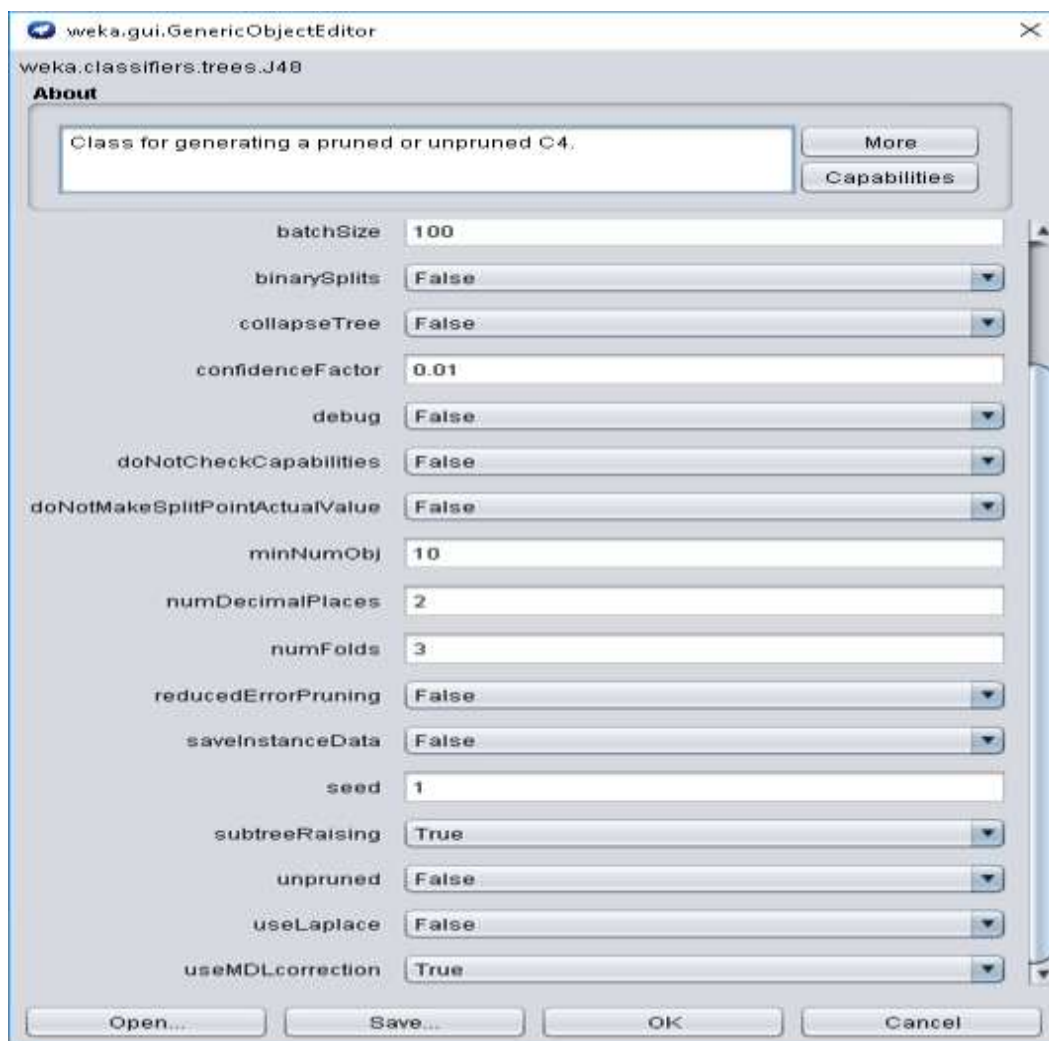 weka.gui.GenericObjectEditor
weka.classifiers.trees.J48
About
Class for generating a pruned or unpruned C4.
More
Capabilities
batchSize 100
binarySplits False
collapseTree False
confidenceFactor 0.01
debug False
doNotCheckCapabilities False
doNotMakeSplitPointActualValue False
minNumObj 10
numDecimalPlaces 2
numFolds 3
reducedErrorPruning False
saveInstanceData False
seed 1
subtreeRaising True
unpruned False
useLaplace False
useMDLcorrection True
Open... Save... OK Cancel